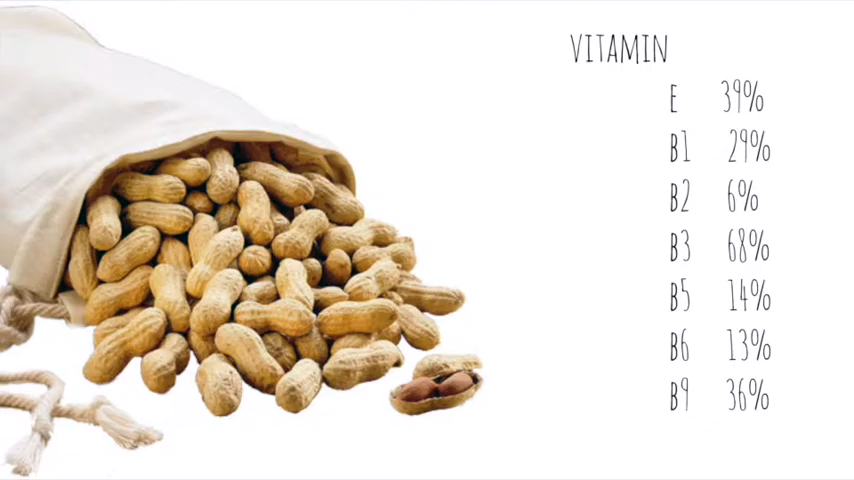 VITAMIN
E 39%
B1 29%
B2 6%
B3 68%
B5 14%
B6 13%
B9 36%